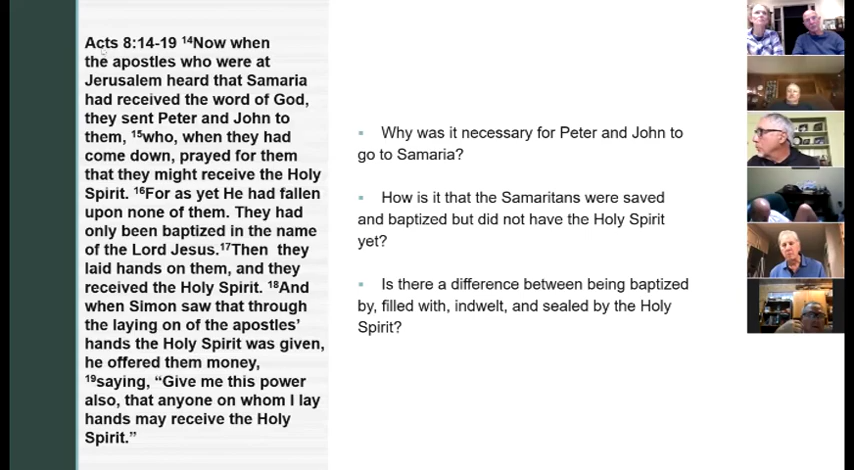 Acts 8:14-19 ¹⁴Now when
the apostles who were at
Jerusalem heard that Samaria
had received the word of God,
they sent Peter and John to
them, ¹⁵who, when they had
come down, prayed for them
that they might receive the Holy
Spirit. ¹⁶For as yet He had fallen
upon none of them. They had
only been baptized in the name
of the Lord Jesus.¹⁷Then they
laid hands on them, and they
received the Holy Spirit. ¹⁸And
when Simon saw that through
the laying on of the apostles’
hands the Holy Spirit was given,
he offered them money,
¹⁹saying, “Give me this power
also, that anyone on whom I lay
hands may receive the Holy
Spirit.”
▪ Why was it necessary for Peter and John to
go to Samaria?
▪ How is it that the Samaritans were saved
and baptized but did not have the Holy Spirit
yet?
▪ Is there a difference between being baptized
by, filled with, indwelt, and sealed by the Holy
Spirit?